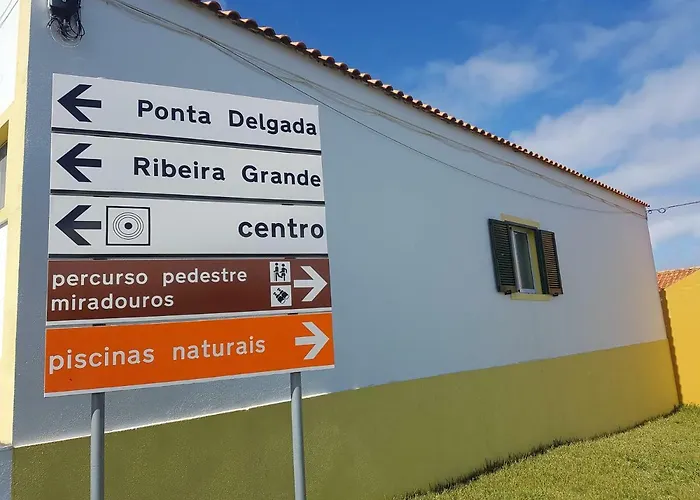 Ponta Delgada
Ribeira Grande
centro
percurso pedestre
miradouros
piscinas naturais